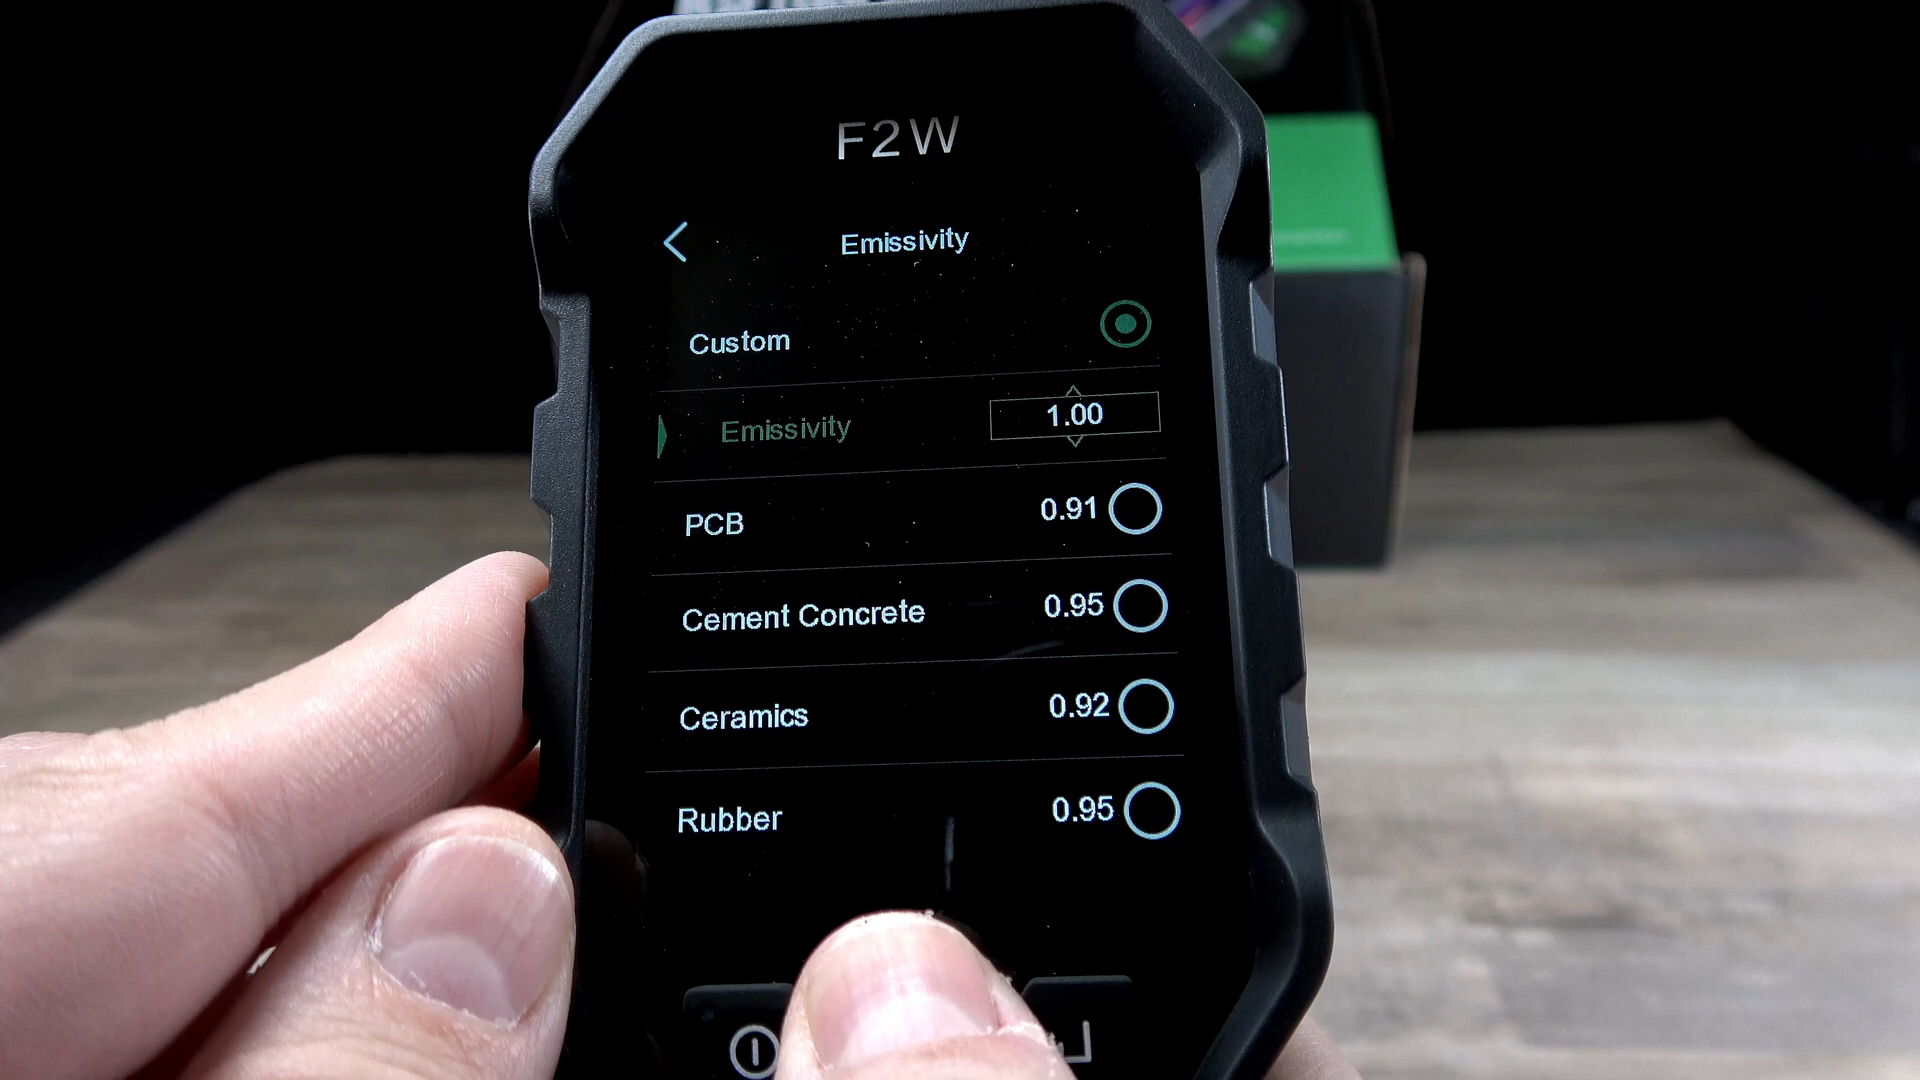 F2W
Emissivity
Custom
Emissivity 1.00
PCB 0.91
Cement Concrete 0.95
Ceramics 0.92
Rubber 0.95